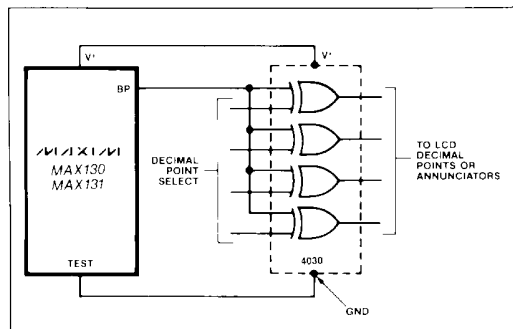 V+
V+
BP
MAXIM
MAX130
MAX131
DECIMAL
POINT
SELECT
TO LCD
DECIMAL
POINTS OR
ANNUNCIATORS
TEST
4030
GND